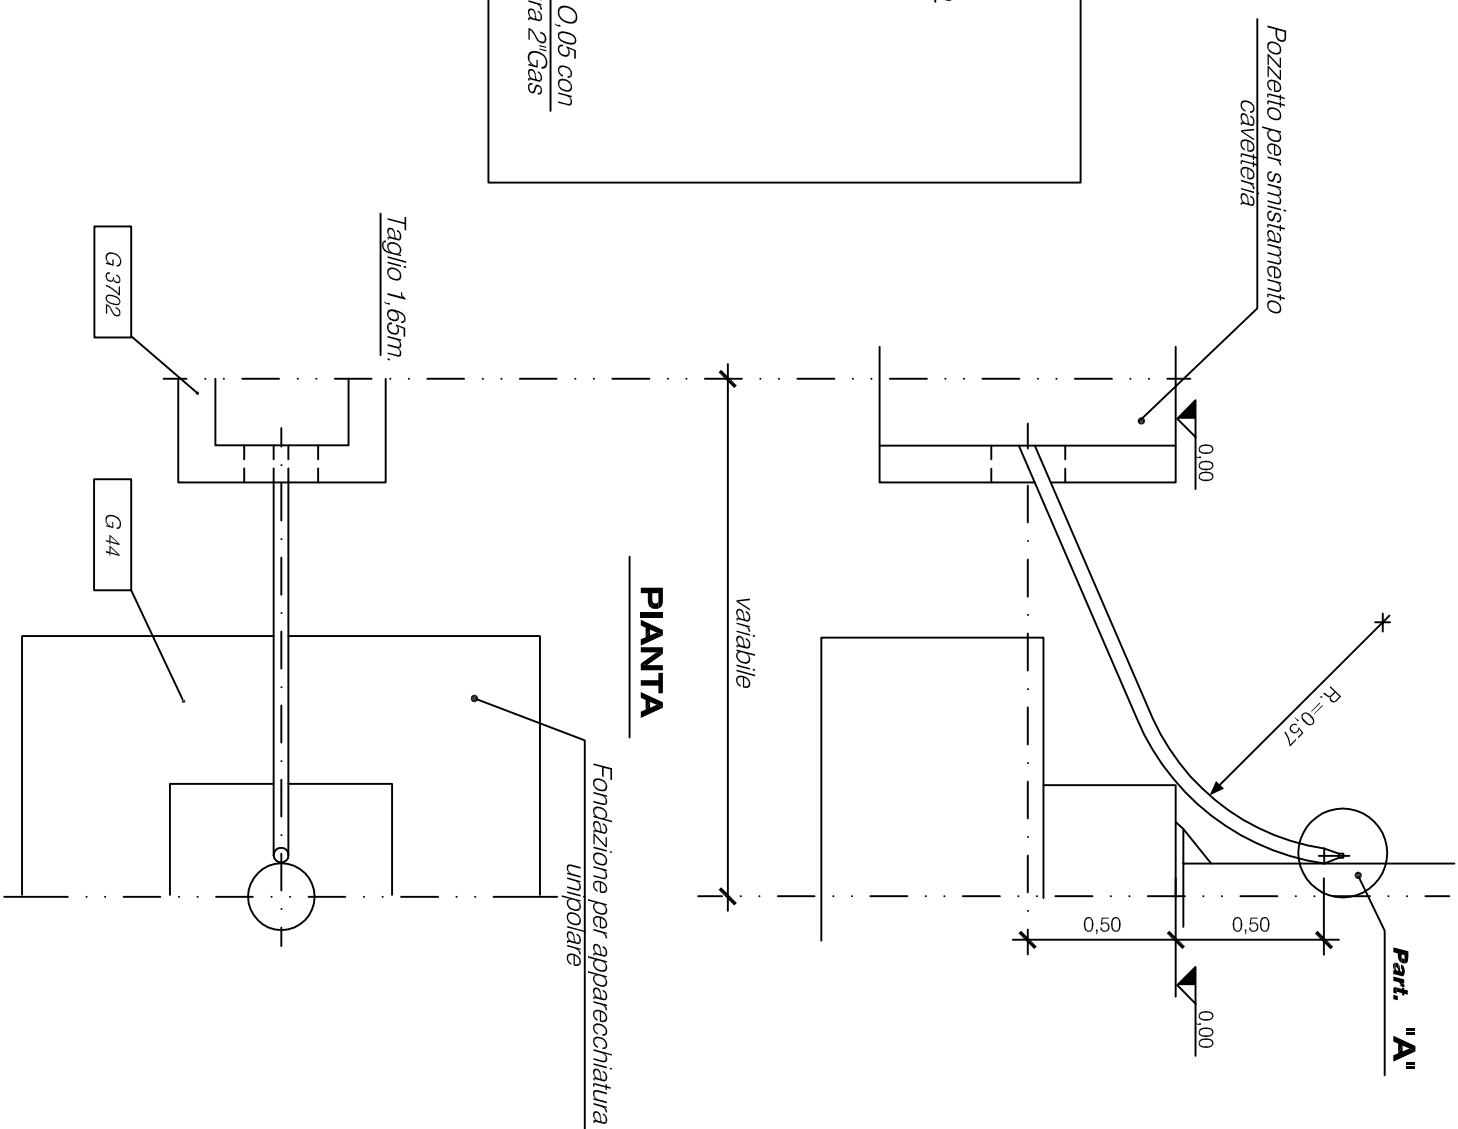 Pozzetto per smistamento
cavetteria
0,00
R.=0,57
Part. "A"
0,50
0,50
0,00
variabile
PIANTA
0,05 con
2"Gas
Taglio 1,65m.
G 3702
G 44
Fondazione per apparecchiatura
unipolare